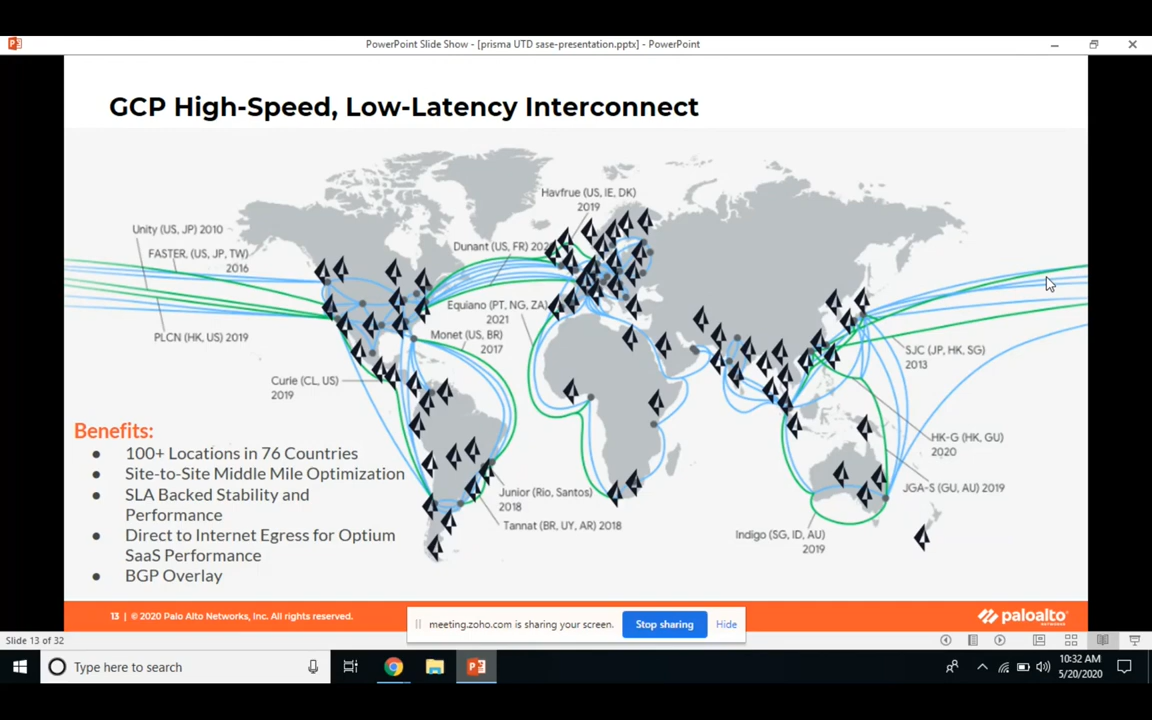 PowerPoint Slide Show - [prisma UTD sase-presentation.pptx] - PowerPoint
GCP High-Speed, Low-Latency Interconnect
Havfrue (US, IE, DK)
2019
Unity (US, JP) 2010
FASTER, (US, JP, TW)
2016
Dunant (US, FR)
Equiano (PT, NG, ZA)
2021
PLCN (HK, US) 2019
Monet (US, BR)
2017
SJC (JP, HK, SG)
2013
Curie (CL, US)
2019
HK-G (HK, GU)
2020
JGA-S (GU, AU) 2019
Junior (Rio, Santos)
2018
Tannat (BR, UY, AR) 2018
Indigo (SG, ID, AU)
2019
Benefits:
100+ Locations in 76 Countries
Site-to-Site Middle Mile Optimization
SLA Backed Stability and
Performance
Direct to Internet Egress for Optium
SaaS Performance
BGP Overlay
13 | © 2020 Palo Alto Networks, Inc. All rights reserved.
paloalto
NETWORKS
meeting.zoho.com is sharing your screen.
Stop sharing
Hide
Slide 13 of 32
Type here to search
10:32 AM
5/20/2020